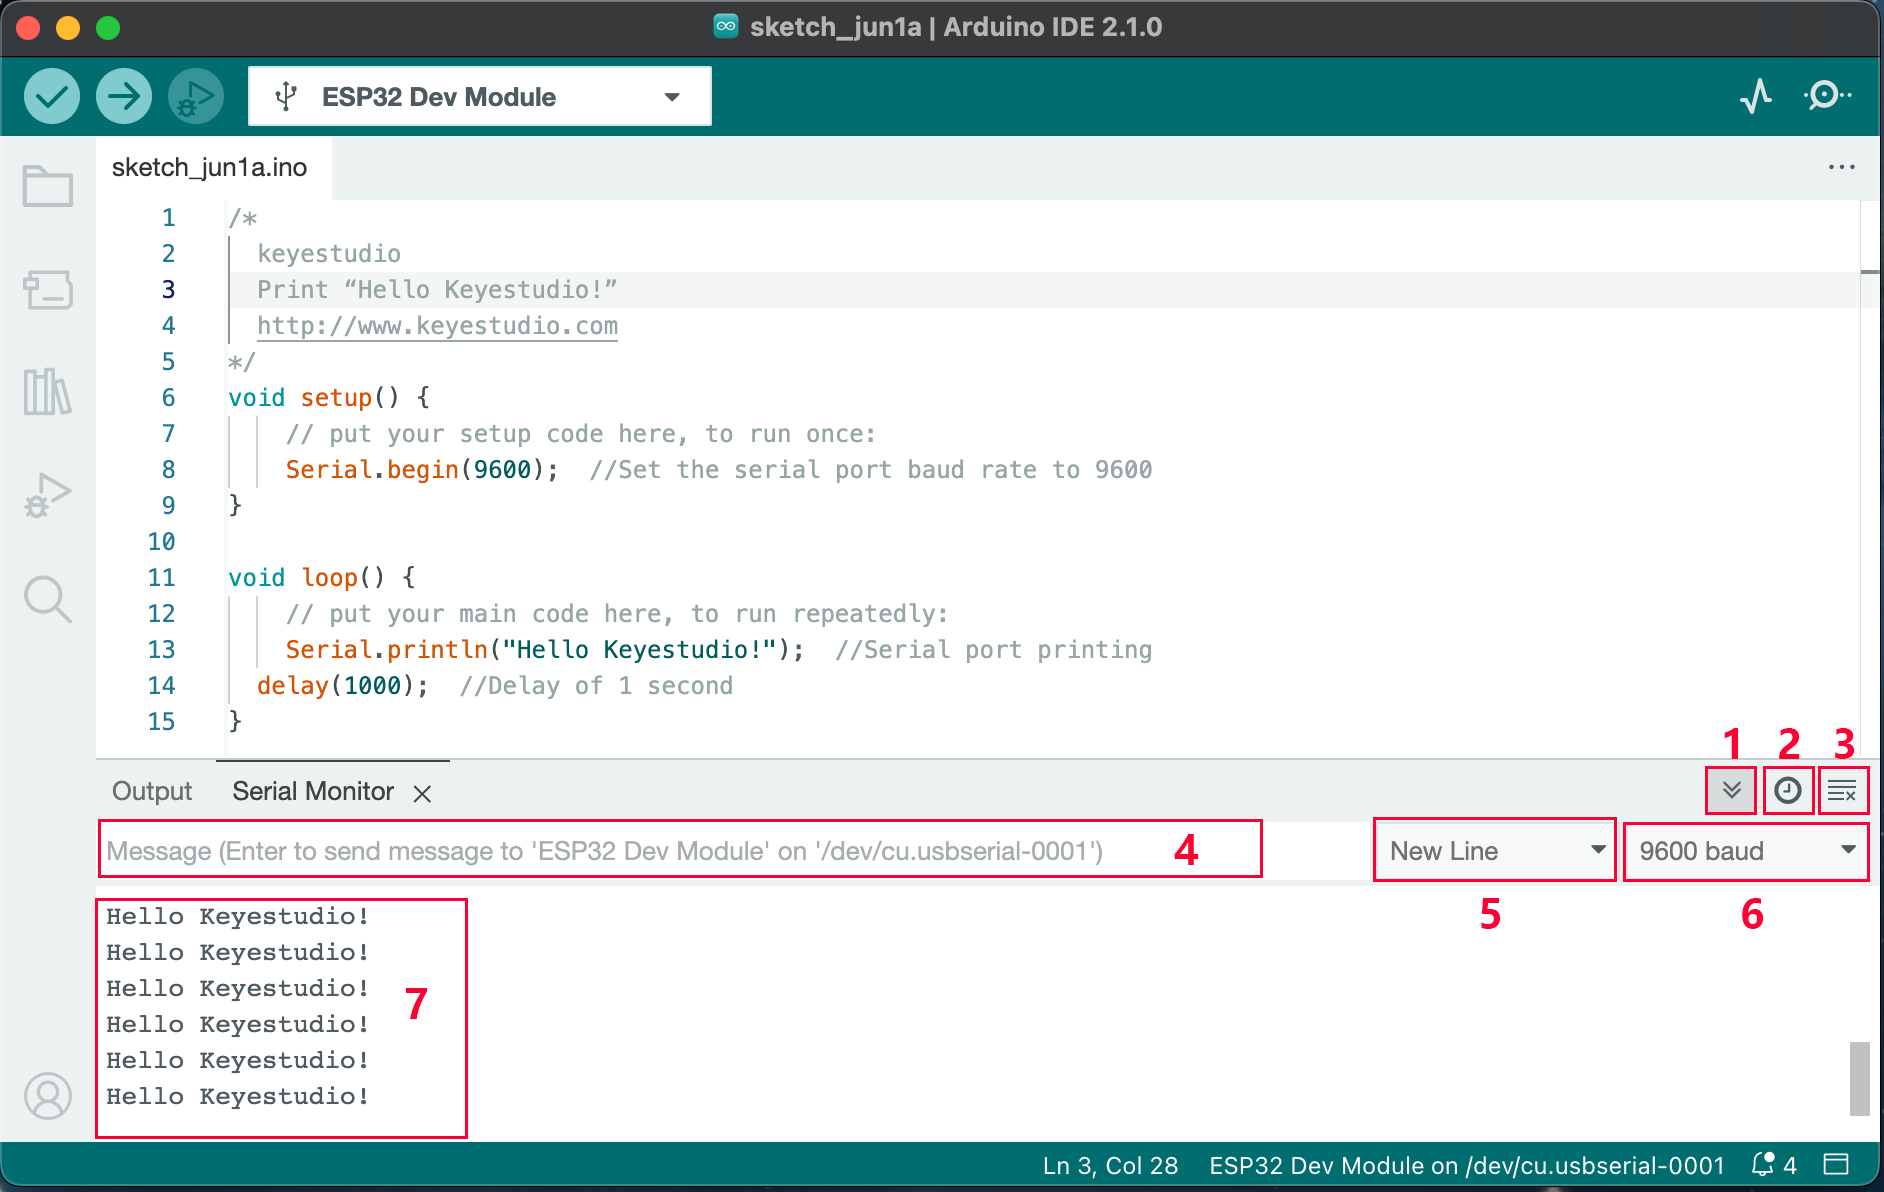 sketch_jun1a | Arduino IDE 2.1.0
ESP32 Dev Module
sketch_jun1a.ino
1 /*
2 keyestudio
3 Print “Hello Keyestudio!”
4 http://www.keyestudio.com
5 */
6 void setup() {
7 // put your setup code here, to run once:
8 Serial.begin(9600);  //Set the serial port baud rate to 9600
9 }
10
11 void loop() {
12 // put your main code here, to run repeatedly:
13 Serial.println("Hello Keyestudio!");  //Serial port printing
14 delay(1000);  //Delay of 1 second
15 }
1 2 3
Output Serial Monitor
Message (Enter to send message to 'ESP32 Dev Module' on '/dev/cu.usbserial-0001') 4 New Line 9600 baud
5 6
Hello Keyestudio!
Hello Keyestudio!
Hello Keyestudio!
7
Hello Keyestudio!
Hello Keyestudio!
Hello Keyestudio!
Ln 3, Col 28 ESP32 Dev Module on /dev/cu.usbserial-0001 4